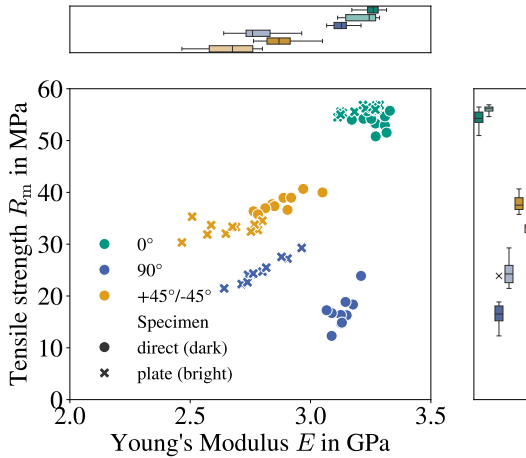 60
50
40
30
20
10
0
Tensile strength R_m in MPa
0°
90°
+45°/-45°
Specimen
direct (dark)
plate (bright)
2.0 2.5 3.0 3.5
Young's Modulus E in GPa